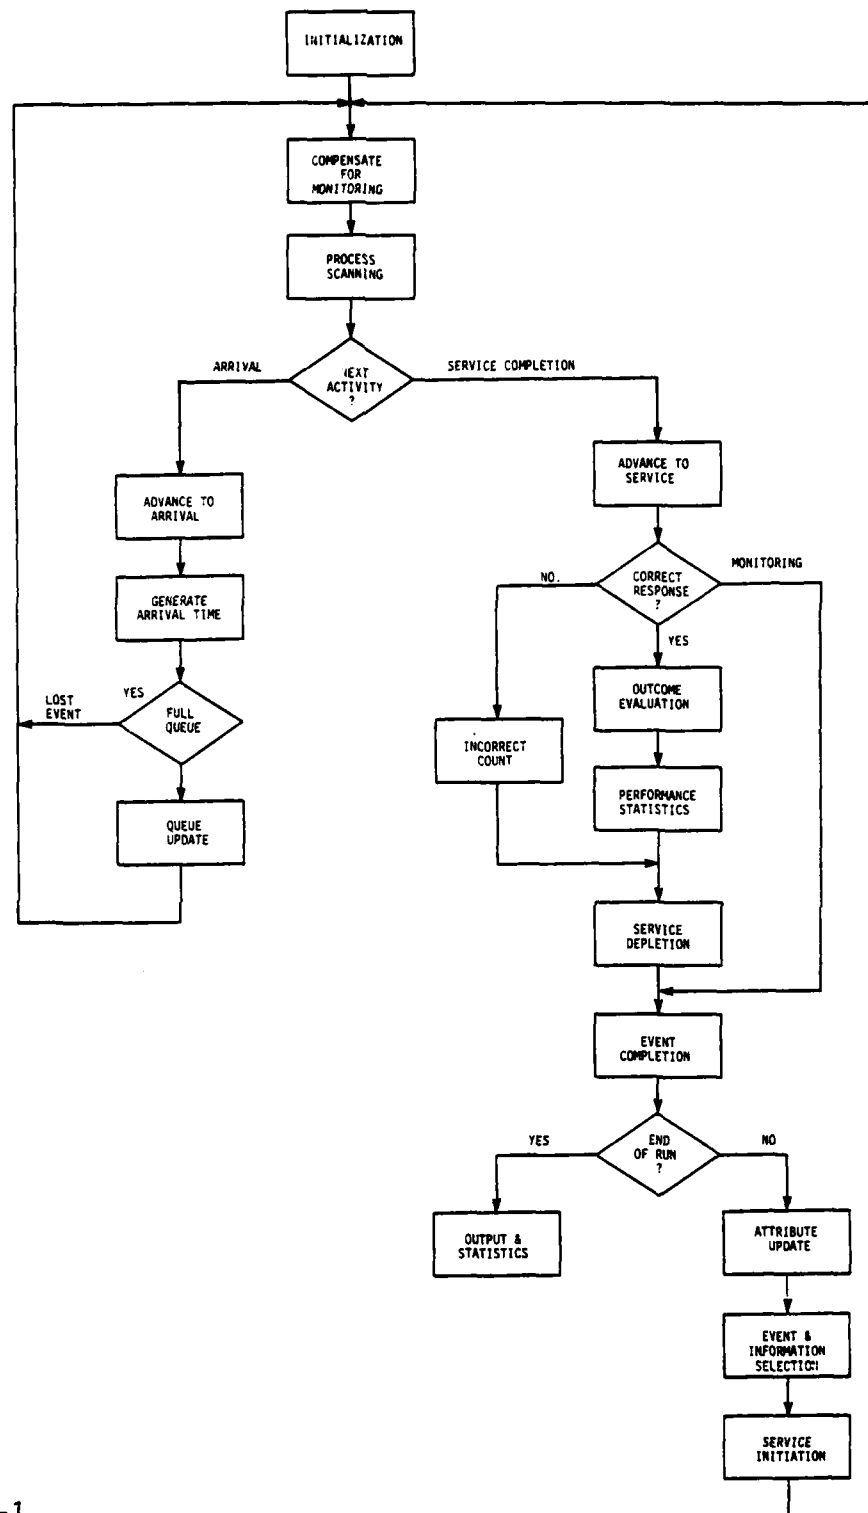 INITIALIZATION
COMPENSATE
FOR
MONITORING
PROCESS
SCANNING
ARRIVAL
NEXT
ACTIVITY
?
SERVICE COMPLETION
ADVANCE TO
ARRIVAL
GENERATE
ARRIVAL TIME
LOST
EVENT
YES
FULL
QUEUE
QUEUE
UPDATE
ADVANCE TO
SERVICE
NO.
CORRECT
RESPONSE
?
MONITORING
YES
OUTCOME
EVALUATION
INCORRECT
COUNT
PERFORMANCE
STATISTICS
SERVICE
DEPLETION
EVENT
COMPLETION
YES
END
OF RUN
?
NO
OUTPUT &
STATISTICS
ATTRIBUTE
UPDATE
EVENT &
INFORMATION
SELECTION
SERVICE
INITIATION
-1